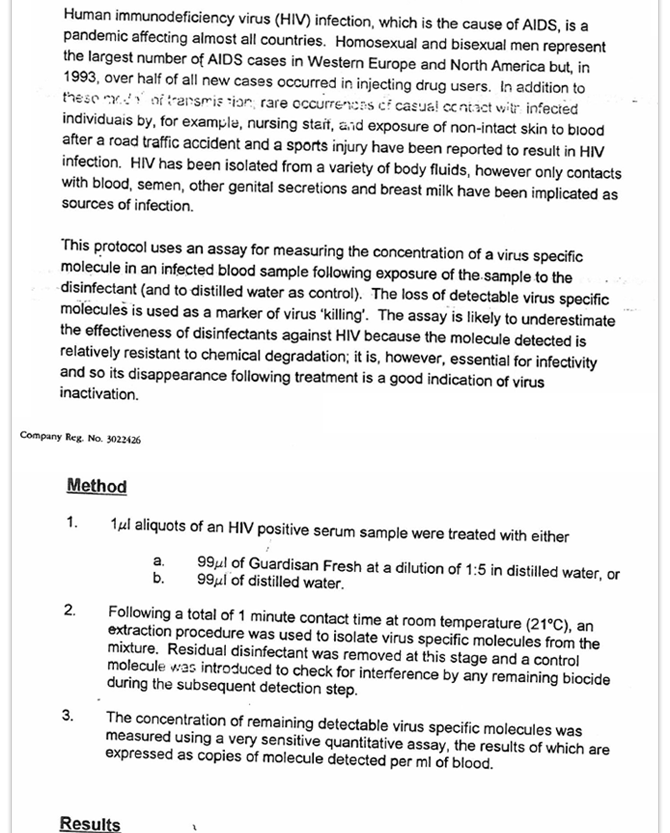 Human immunodeficiency virus (HIV) infection, which is the cause of AIDS, is a
pandemic affecting almost all countries. Homosexual and bisexual men represent
the largest number of AIDS cases in Western Europe and North America but, in
1993, over half of all new cases occurred in injecting drug users. In addition to
these of transmission, rare occurrences of casual contact with infected
individuals by, for example, nursing staff, and exposure of non-intact skin to blood
after a road traffic accident and a sports injury have been reported to result in HIV
infection. HIV has been isolated from a variety of body fluids, however only contacts
with blood, semen, other genital secretions and breast milk have been implicated as
sources of infection.
This protocol uses an assay for measuring the concentration of a virus specific
molecule in an infected blood sample following exposure of the sample to the
disinfectant (and to distilled water as control). The loss of detectable virus specific
molecules is used as a marker of virus 'killing'. The assay is likely to underestimate
the effectiveness of disinfectants against HIV because the molecule detected is
relatively resistant to chemical degradation; it is, however, essential for infectivity
and so its disappearance following treatment is a good indication of virus
inactivation.
Company Reg. No. 3022426
Method
1. 1µl aliquots of an HIV positive serum sample were treated with either
a. 99µl of Guardisan Fresh at a dilution of 1:5 in distilled water, or
b. 99µl of distilled water.
2. Following a total of 1 minute contact time at room temperature (21°C), an
extraction procedure was used to isolate virus specific molecules from the
mixture. Residual disinfectant was removed at this stage and a control
molecule was introduced to check for interference by any remaining biocide
during the subsequent detection step.
3. The concentration of remaining detectable virus specific molecules was
measured using a very sensitive quantitative assay, the results of which are
expressed as copies of molecule detected per ml of blood.
Results